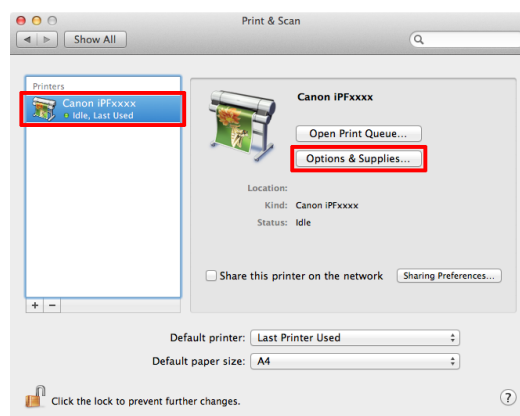 Print & Scan
Show All
Printers
Canon iPFxxxx
Idle, Last Used
Canon iPFxxxx
Open Print Queue...
Options & Supplies...
Location:
Kind: Canon iPFxxxx
Status: Idle
Share this printer on the network Sharing Preferences...
+ −
Default printer: Last Printer Used
Default paper size: A4
Click the lock to prevent further changes. ?